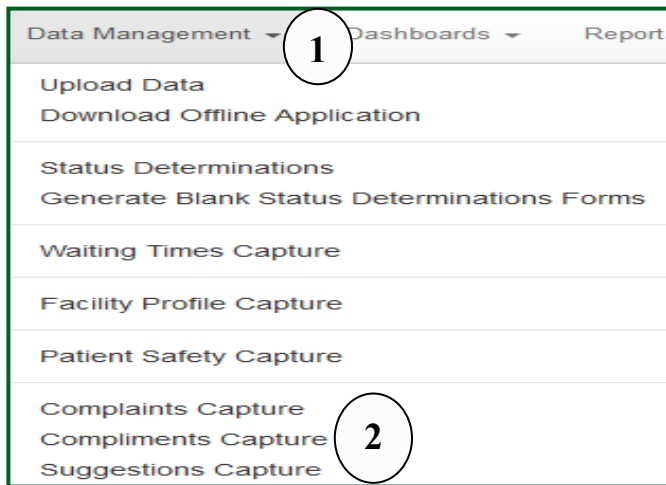 Data Management 1 Dashboards Report
Upload Data
Download Offline Application
Status Determinations
Generate Blank Status Determinations Forms
Waiting Times Capture
Facility Profile Capture
Patient Safety Capture
Complaints Capture
Compliments Capture 2
Suggestions Capture